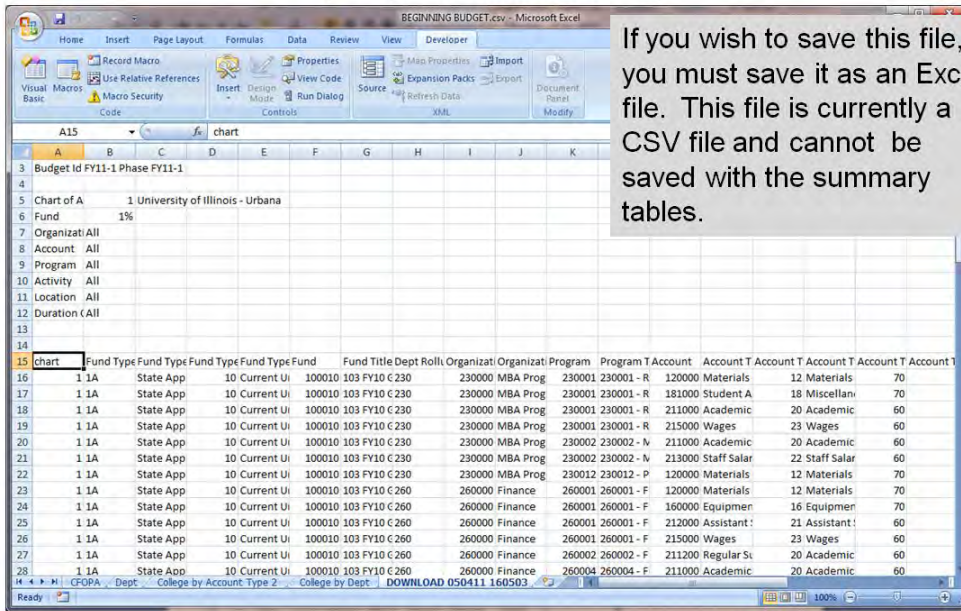 BEGINNING BUDGET.csv - Microsoft Excel
Home Insert Page Layout Formulas Data Review View Developer
Visual Basic
Macros
Record Macro
Use Relative References
Macro Security
Code
Insert
Design Mode
Properties
View Code
Run Dialog
Controls
Source
Map Properties
Expansion Packs
Refresh Data
Import
Export
XML
Document Panel
Modify
If you wish to save this file,
you must save it as an Exc
file. This file is currently a
CSV file and cannot be
saved with the summary
tables.
A15 fx chart
A B C D E F G H I J K
3 Budget Id FY11-1 Phase FY11-1
4
5 Chart of A 1 University of Illinois - Urbana
6 Fund 1%
7 Organizati All
8 Account All
9 Program All
10 Activity All
11 Location All
12 Duration ( All
13
14
15 chart Fund Type Fund Type Fund Type Fund Type Fund Fund Title Dept Rollu Organizati Organizati Program Program T Account Account T Account T Account T Account T Account T
16 1 1A State App 10 Current U 100010 103 FY10 G 230 230000 MBA Prog 230001 230001 - R 120000 Materials 12 Materials 70
17 1 1A State App 10 Current U 100010 103 FY10 G 230 230000 MBA Prog 230001 230001 - R 181000 Student A 18 Miscellan 70
18 1 1A State App 10 Current U 100010 103 FY10 G 230 230000 MBA Prog 230001 230001 - R 211000 Academic 20 Academic 60
19 1 1A State App 10 Current U 100010 103 FY10 G 230 230000 MBA Prog 230001 230001 - R 215000 Wages 23 Wages 60
20 1 1A State App 10 Current U 100010 103 FY10 G 230 230000 MBA Prog 230002 230002 - M 211000 Academic 20 Academic 60
21 1 1A State App 10 Current U 100010 103 FY10 G 230 230000 MBA Prog 230002 230002 - M 213000 Staff Salar 22 Staff Salar 60
22 1 1A State App 10 Current U 100010 103 FY10 G 230 230000 MBA Prog 230012 230012 - P 120000 Materials 12 Materials 70
23 1 1A State App 10 Current U 100010 103 FY10 G 260 260000 Finance 260001 260001 - F 120000 Materials 12 Materials 70
24 1 1A State App 10 Current U 100010 103 FY10 G 260 260000 Finance 260001 260001 - F 160000 Equipmen 16 Equipmen 70
25 1 1A State App 10 Current U 100010 103 FY10 G 260 260000 Finance 260001 260001 - F 212000 Assistant 21 Assistant 60
26 1 1A State App 10 Current U 100010 103 FY10 G 260 260000 Finance 260001 260001 - F 215000 Wages 23 Wages 60
27 1 1A State App 10 Current U 100010 103 FY10 G 260 260000 Finance 260002 260002 - F 211200 Regular Su 20 Academic 60
28 1 1A State App 10 Current U 100010 103 FY10 G 260 260000 Finance 260004 260004 - F 211000 Academic 20 Academic 60
CFOPA Dept College by Account Type 2 College by Dept DOWNLOAD 050411 160503
Ready 100%